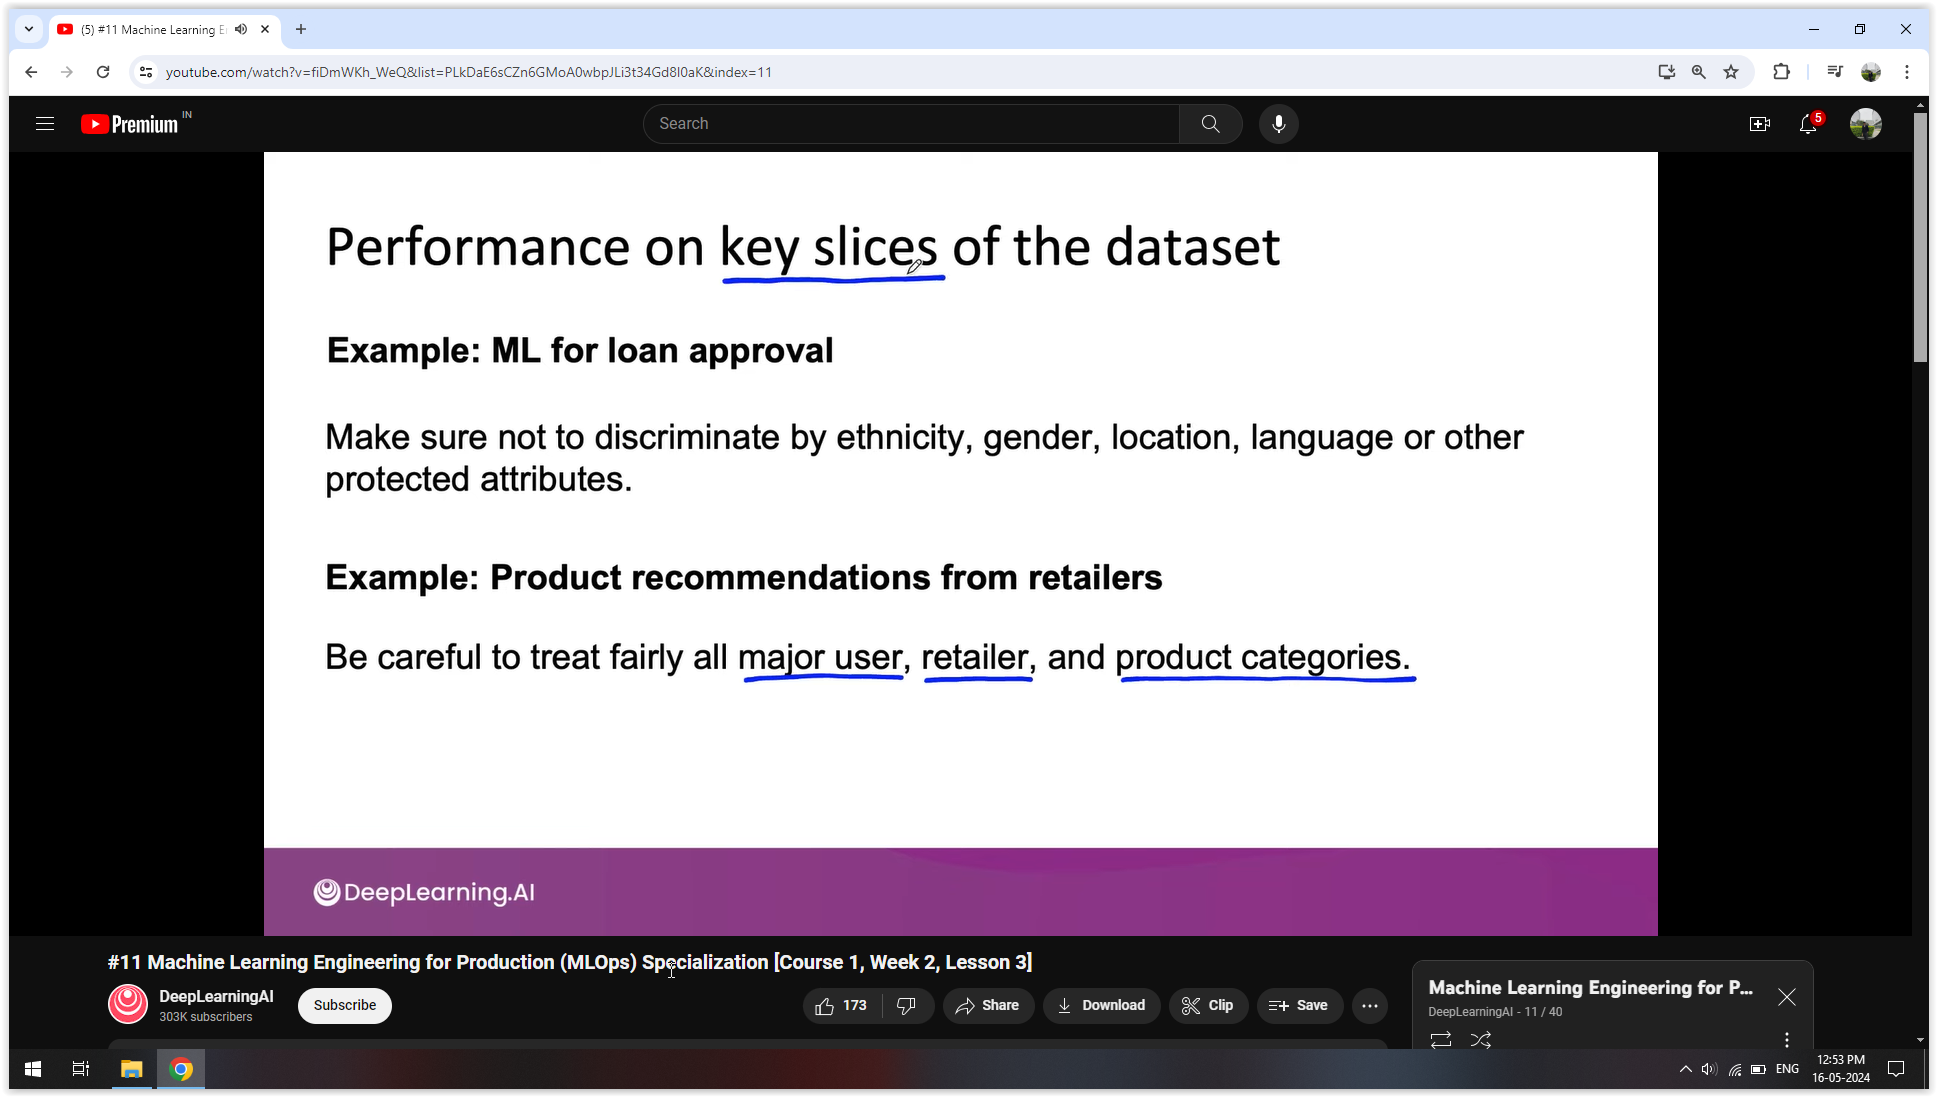 (5) #11 Machine Learning E
youtube.com/watch?v=fiDmWKh_WeQ&list=PLkDaE6sCZn6GMoA0wbpJLi3t34Gd8l0aK&index=11
Premium IN
Search
5
Performance on key slices of the dataset
Example: ML for loan approval
Make sure not to discriminate by ethnicity, gender, location, language or other
protected attributes.
Example: Product recommendations from retailers
Be careful to treat fairly all major user, retailer, and product categories.
DeepLearning.AI
#11 Machine Learning Engineering for Production (MLOps) Specialization [Course 1, Week 2, Lesson 3]
DeepLearningAI
303K subscribers
Subscribe
173
Share
Download
Clip
Save
Machine Learning Engineering for P...
DeepLearningAI - 11 / 40
ENG
12:53 PM
16-05-2024